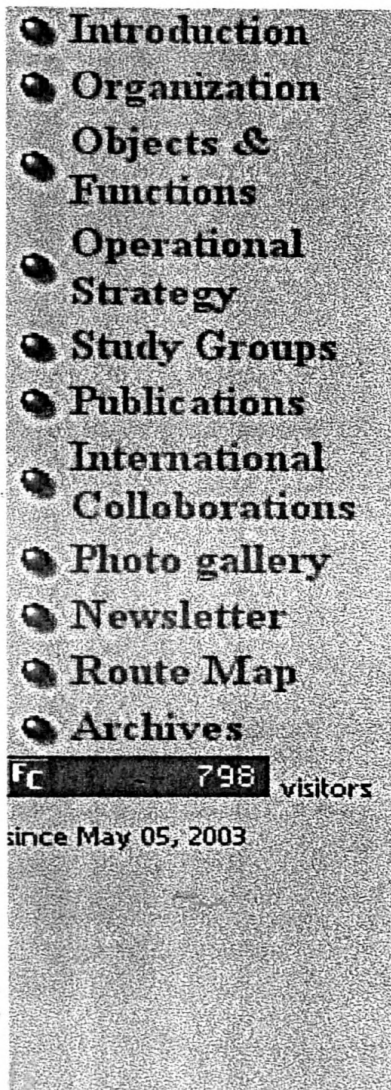 Introduction
Organization
Objects &
Functions
Operational
Strategy
Study Groups
Publications
International
Colloborations
Photo gallery
Newsletter
Route Map
Archives
FC 798 visitors
since May 05, 2003